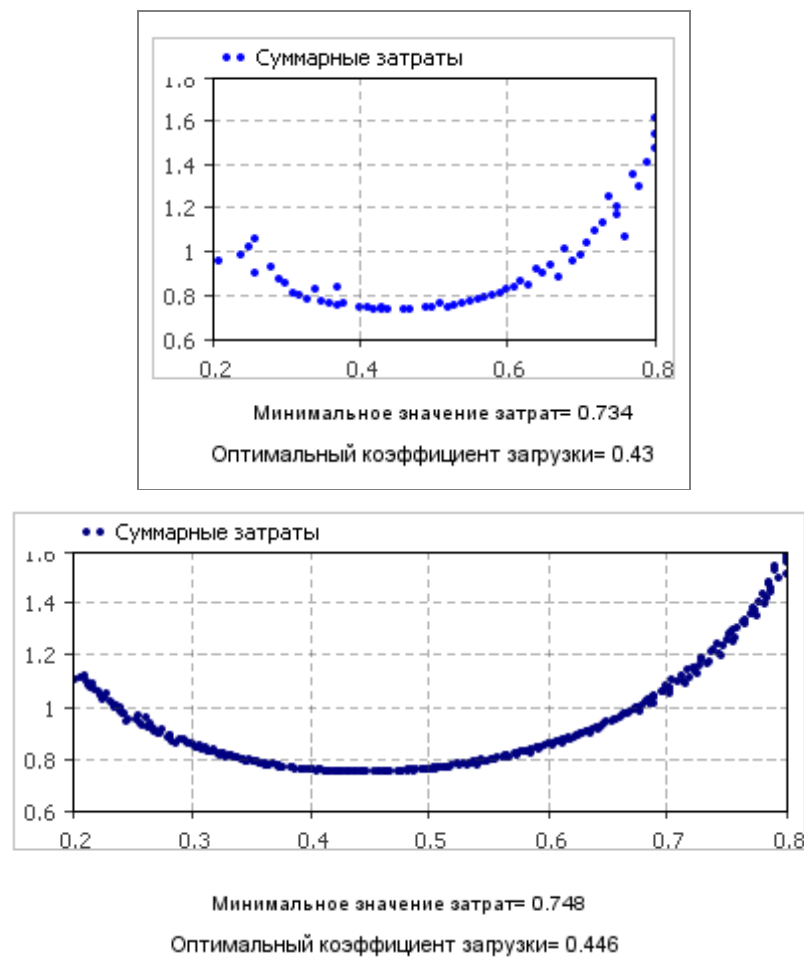 Суммарные затраты
1.8
1.6
1.4
1.2
1
0.8
0.6
0.2 0.4 0.6 0.8
Минимальное значение затрат= 0.734
Оптимальный коэффициент загрузки= 0.43
Суммарные затраты
1.6
1.4
1.2
1
0.8
0.6
0.2 0.3 0.4 0.5 0.6 0.7 0.8
Минимальное значение затрат= 0.748
Оптимальный коэффициент загрузки= 0.446